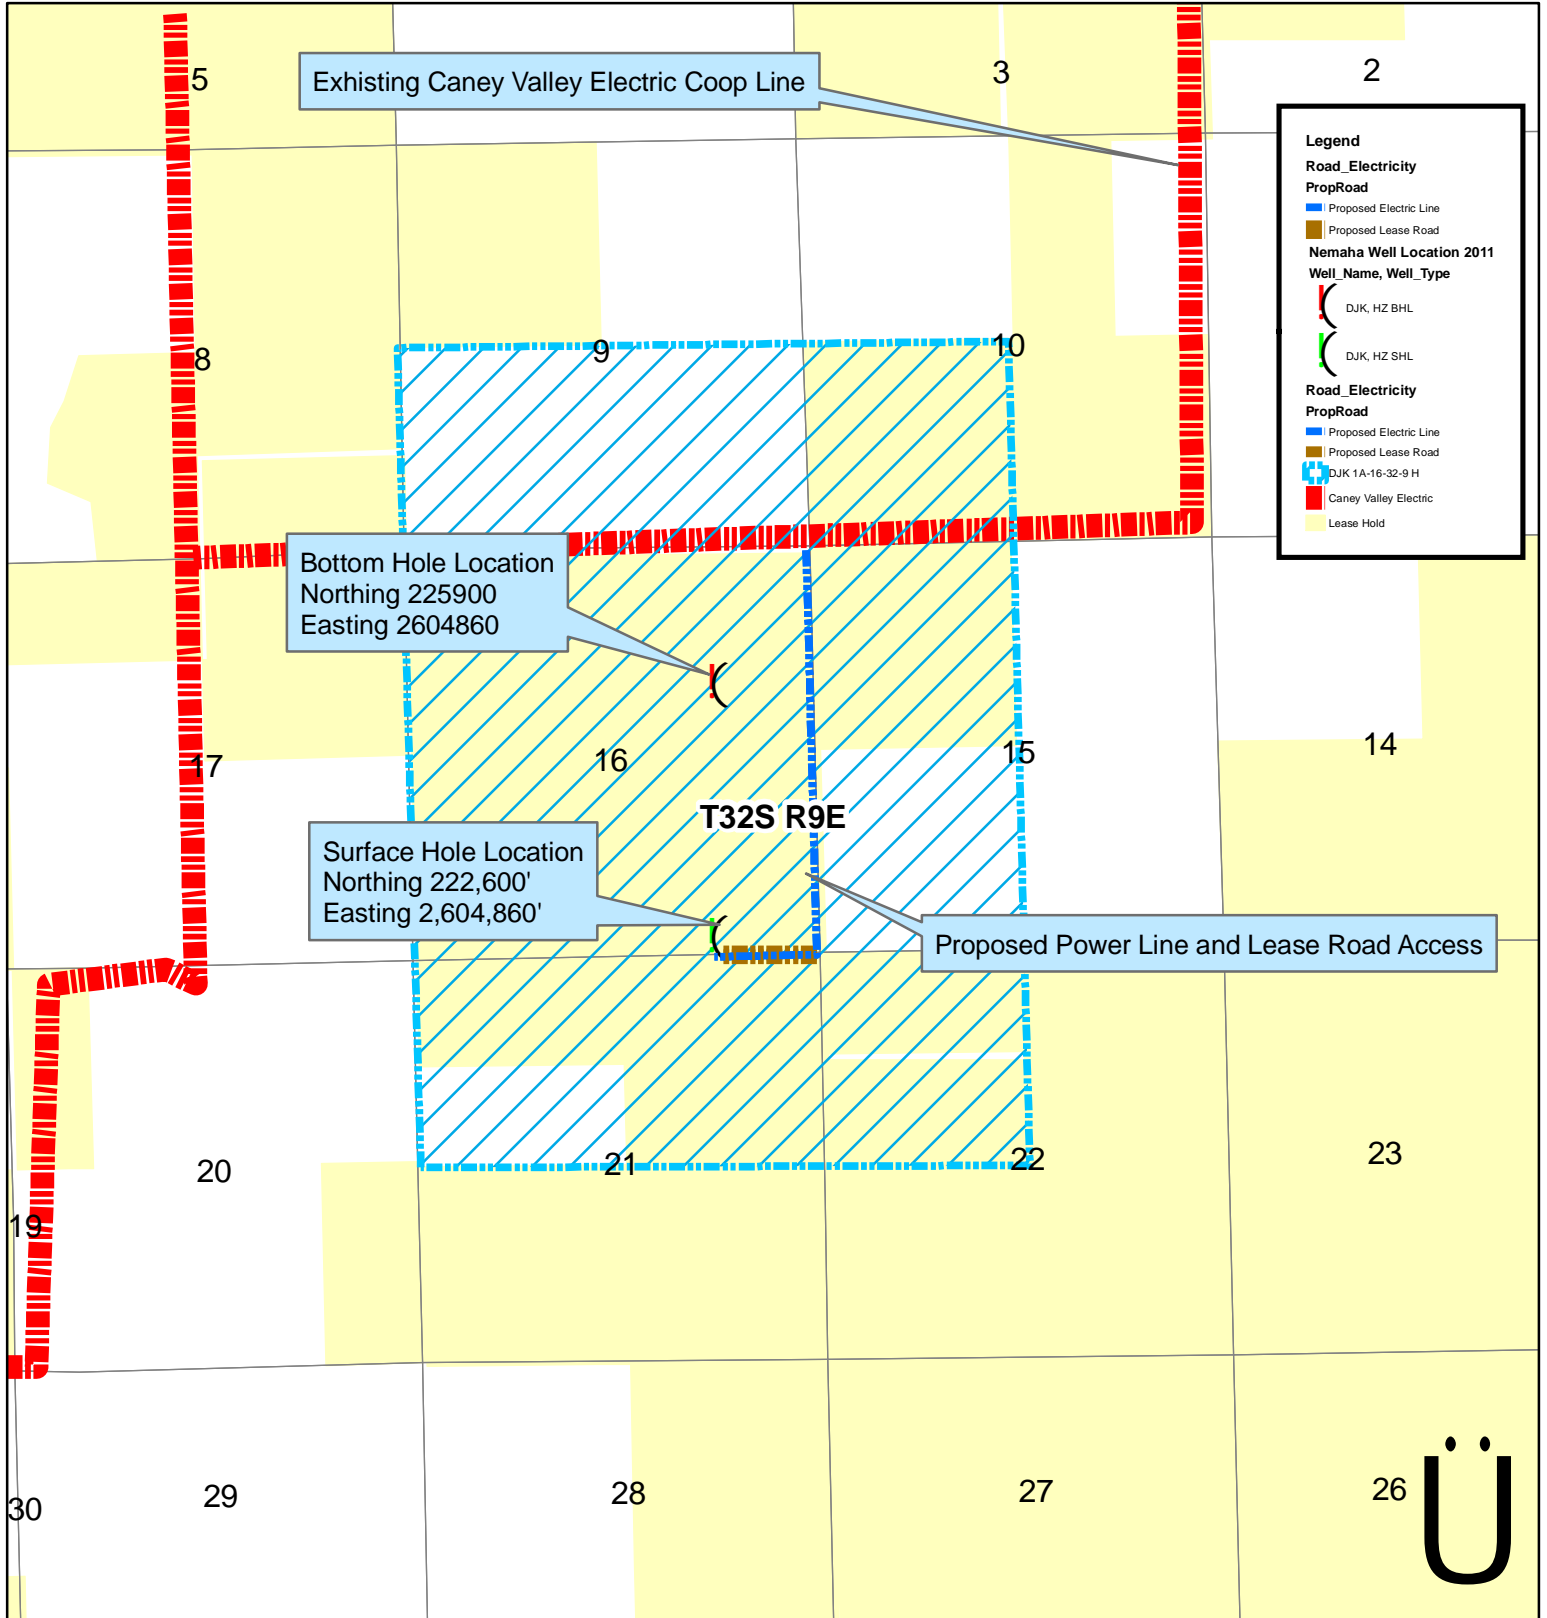 5
3
2
Exhisting Caney Valley Electric Coop Line
Legend
Road_Electricity
PropRoad
Proposed Electric Line
Proposed Lease Road
Nemaha Well Location 2011
Well_Name, Well_Type
DJK, HZ BHL
DJK, HZ SHL
Road_Electricity
PropRoad
Proposed Electric Line
Proposed Lease Road
DJK 1A-16-32-9 H
Caney Valley Electric
Lease Hold
8
9
10
Bottom Hole Location
Northing 225900
Easting 2604860
17
16
15
14
T32S R9E
Surface Hole Location
Northing 222,600'
Easting 2,604,860'
Proposed Power Line and Lease Road Access
20
21
22
23
19
30
29
28
27
26
Ü